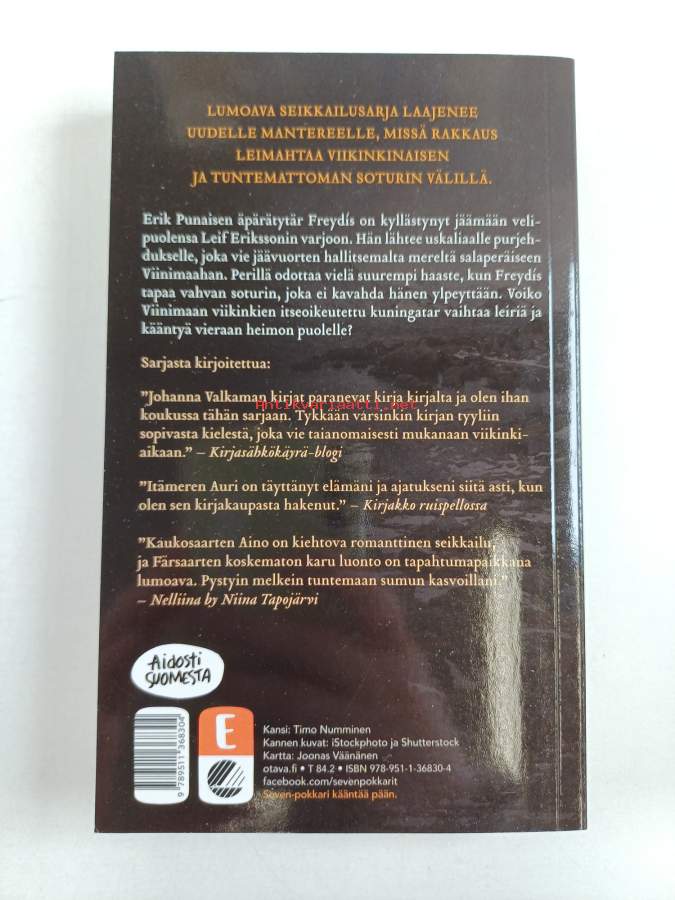 LUMOAVA SEIKKAILUSARJA LAAJENEE
UUDELLE MANTEREELLE, MISSÄ RAKKAUS
LEIMAHTAA VIIKINKINAISEN
JA TUNTEMATTOMAN SOTURIN VÄLILLÄ.
Erik Punaisen äpärätytär Freydís on kyllästynyt jäämään veli-
puolensa Leif Erikssonin varjoon. Hän lähtee uskaliaalle purjeh-
dukselle, joka vie jäävuorten hallitsemalta mereltä salaperäiseen
Viinimaahan. Perillä odottaa vielä suurempi haaste, kun Freydís
tapaa vahvan soturin, joka ei kavahda hänen ylpeyttään. Voiko
Viinimaan viikinkien itseoikeutettu kuningatar vaihtaa leiriä ja
kääntyä vieraan heimon puolelle?
Sarjasta kirjoitettua:
”Johanna Valkaman kirjat paranevat kirja kirjalta ja olen ihan
Antikvariaatti.net
koukussa tähän sarjaan. Tykkään varsinkin kirjan tyyliin
sopivasta kielestä, joka vie taianomaisesti mukanaan viikinki-
aikaan.” – Kirjasähkökäyrä-blogi
”Itämeren Auri on täyttänyt elämäni ja ajatukseni siitä asti, kun
olen sen kirjakaupasta hakenut.” – Kirjakko ruispellossa
”Kaukosaarten Aino on kiehtova romanttinen seikkailu,
ja Färsaarten koskematon karu luonto on tapahtumapaikkana
lumoava. Pystyin melkein tuntemaan sumun kasvoillani.”
– Nelliina by Niina Tapojärvi
Aidosti
SUOMESTA
9 789511 368304
E
Kansi: Timo Numminen
Kannen kuvat: iStockphoto ja Shutterstock
Kartta: Joonas Väänänen
otava.fi • T 84.2 • ISBN 978-951-1-36830-4
facebook.com/sevenpokkarit
Seven-pokkari kääntää pään.